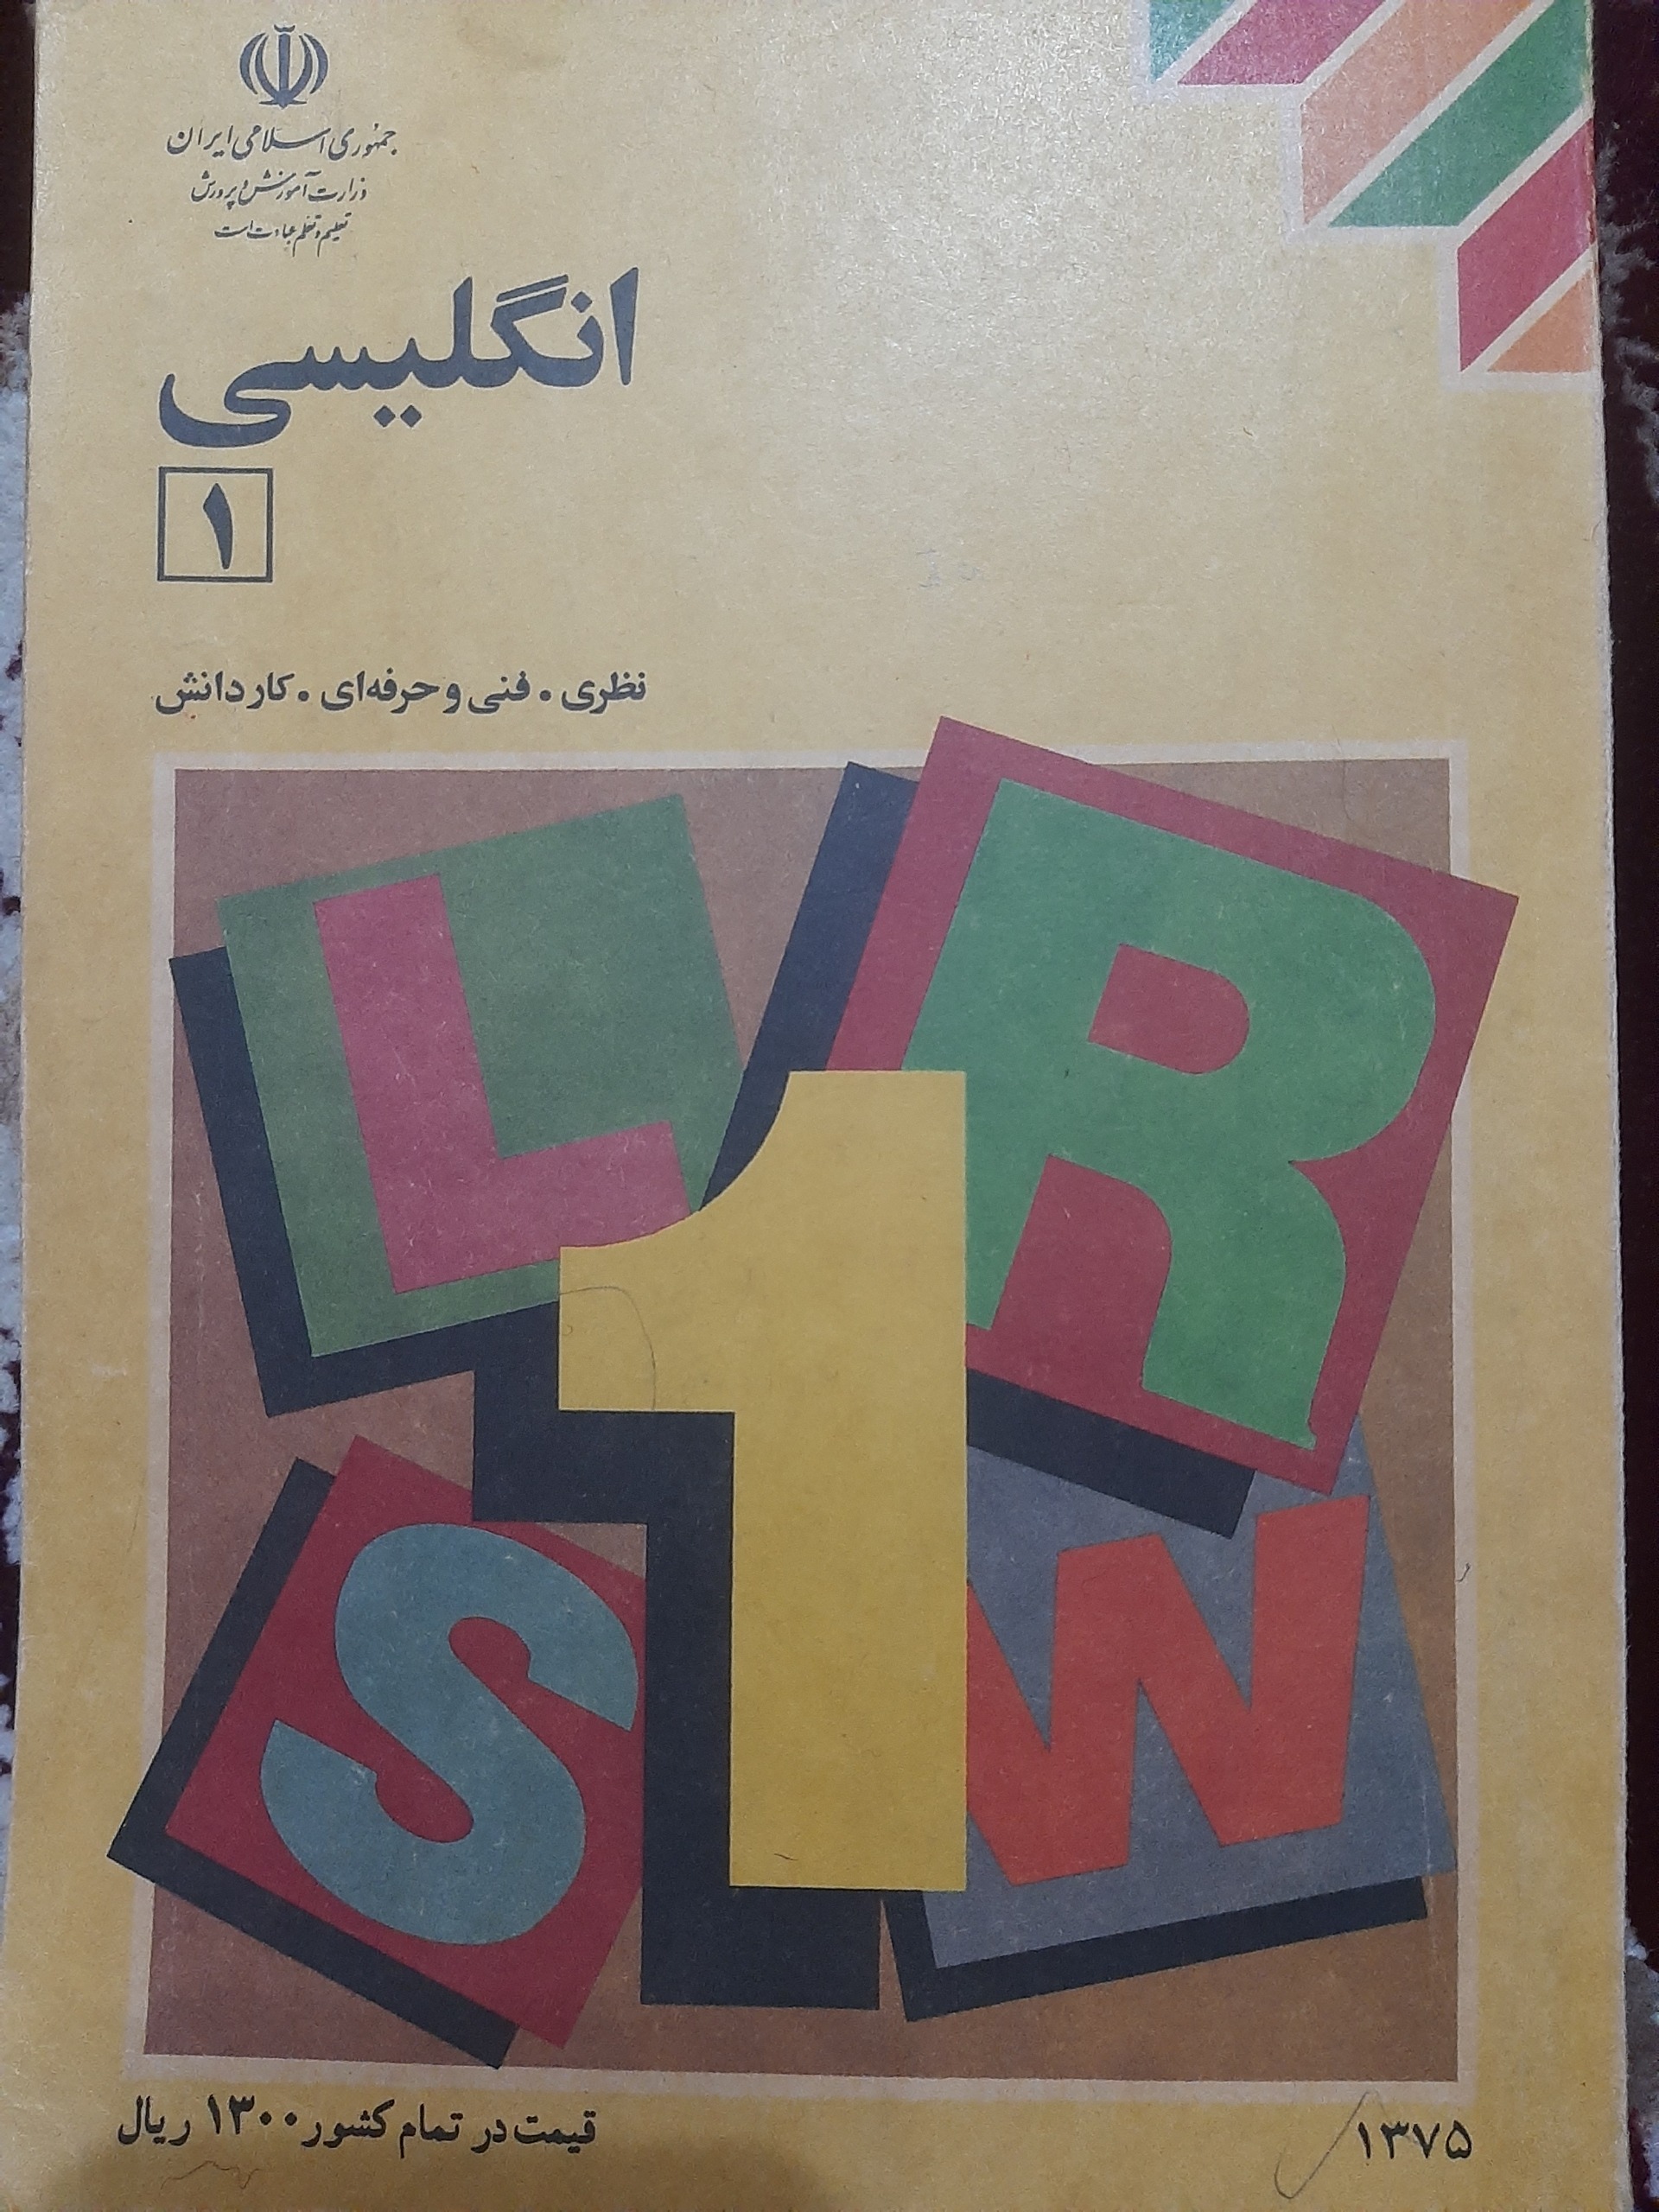 جمهوری اسلامی ایران
وزارت آموزش و پرورش
تعلیم و تعلم عبادت است
انگلیسی
۱
نظری . فنی و حرفه‌ای . کاردانش
L R
1
S W
قیمت در تمام کشور ۱۳۰۰ ریال
۱۳۷۵